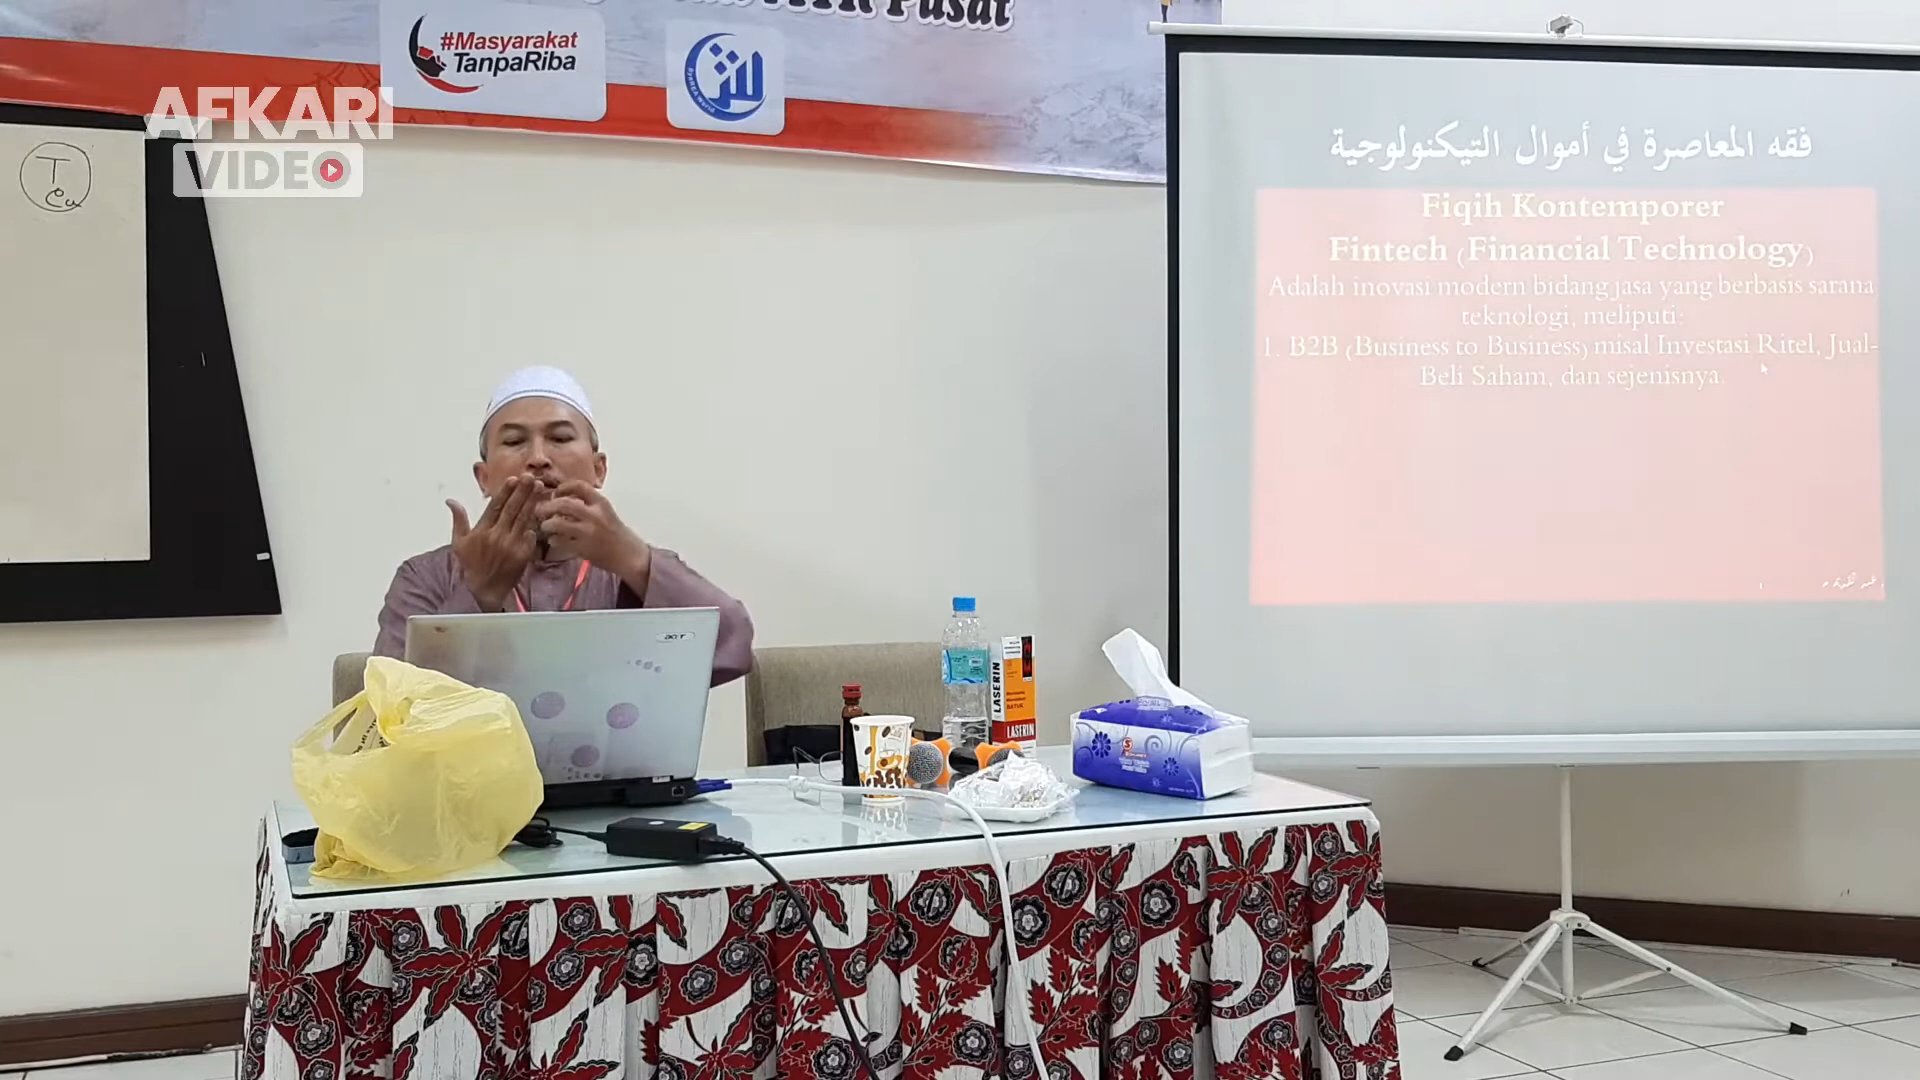 Pusat
#Masyarakat
TanpaRiba
AFKARI
VIDEO
فقه المعاصرة في أموال التيكنولوجية
Fiqih Kontemporer
Fintech (Financial Technology)
Adalah inovasi modern bidang jasa yang berbasis sarana
teknologi, meliputi:
1. B2B (Business to Business) misal Investasi Ritel, Jual-
Beli Saham, dan sejenisnya.
acer
LASERIN
BATUK
LASERIN